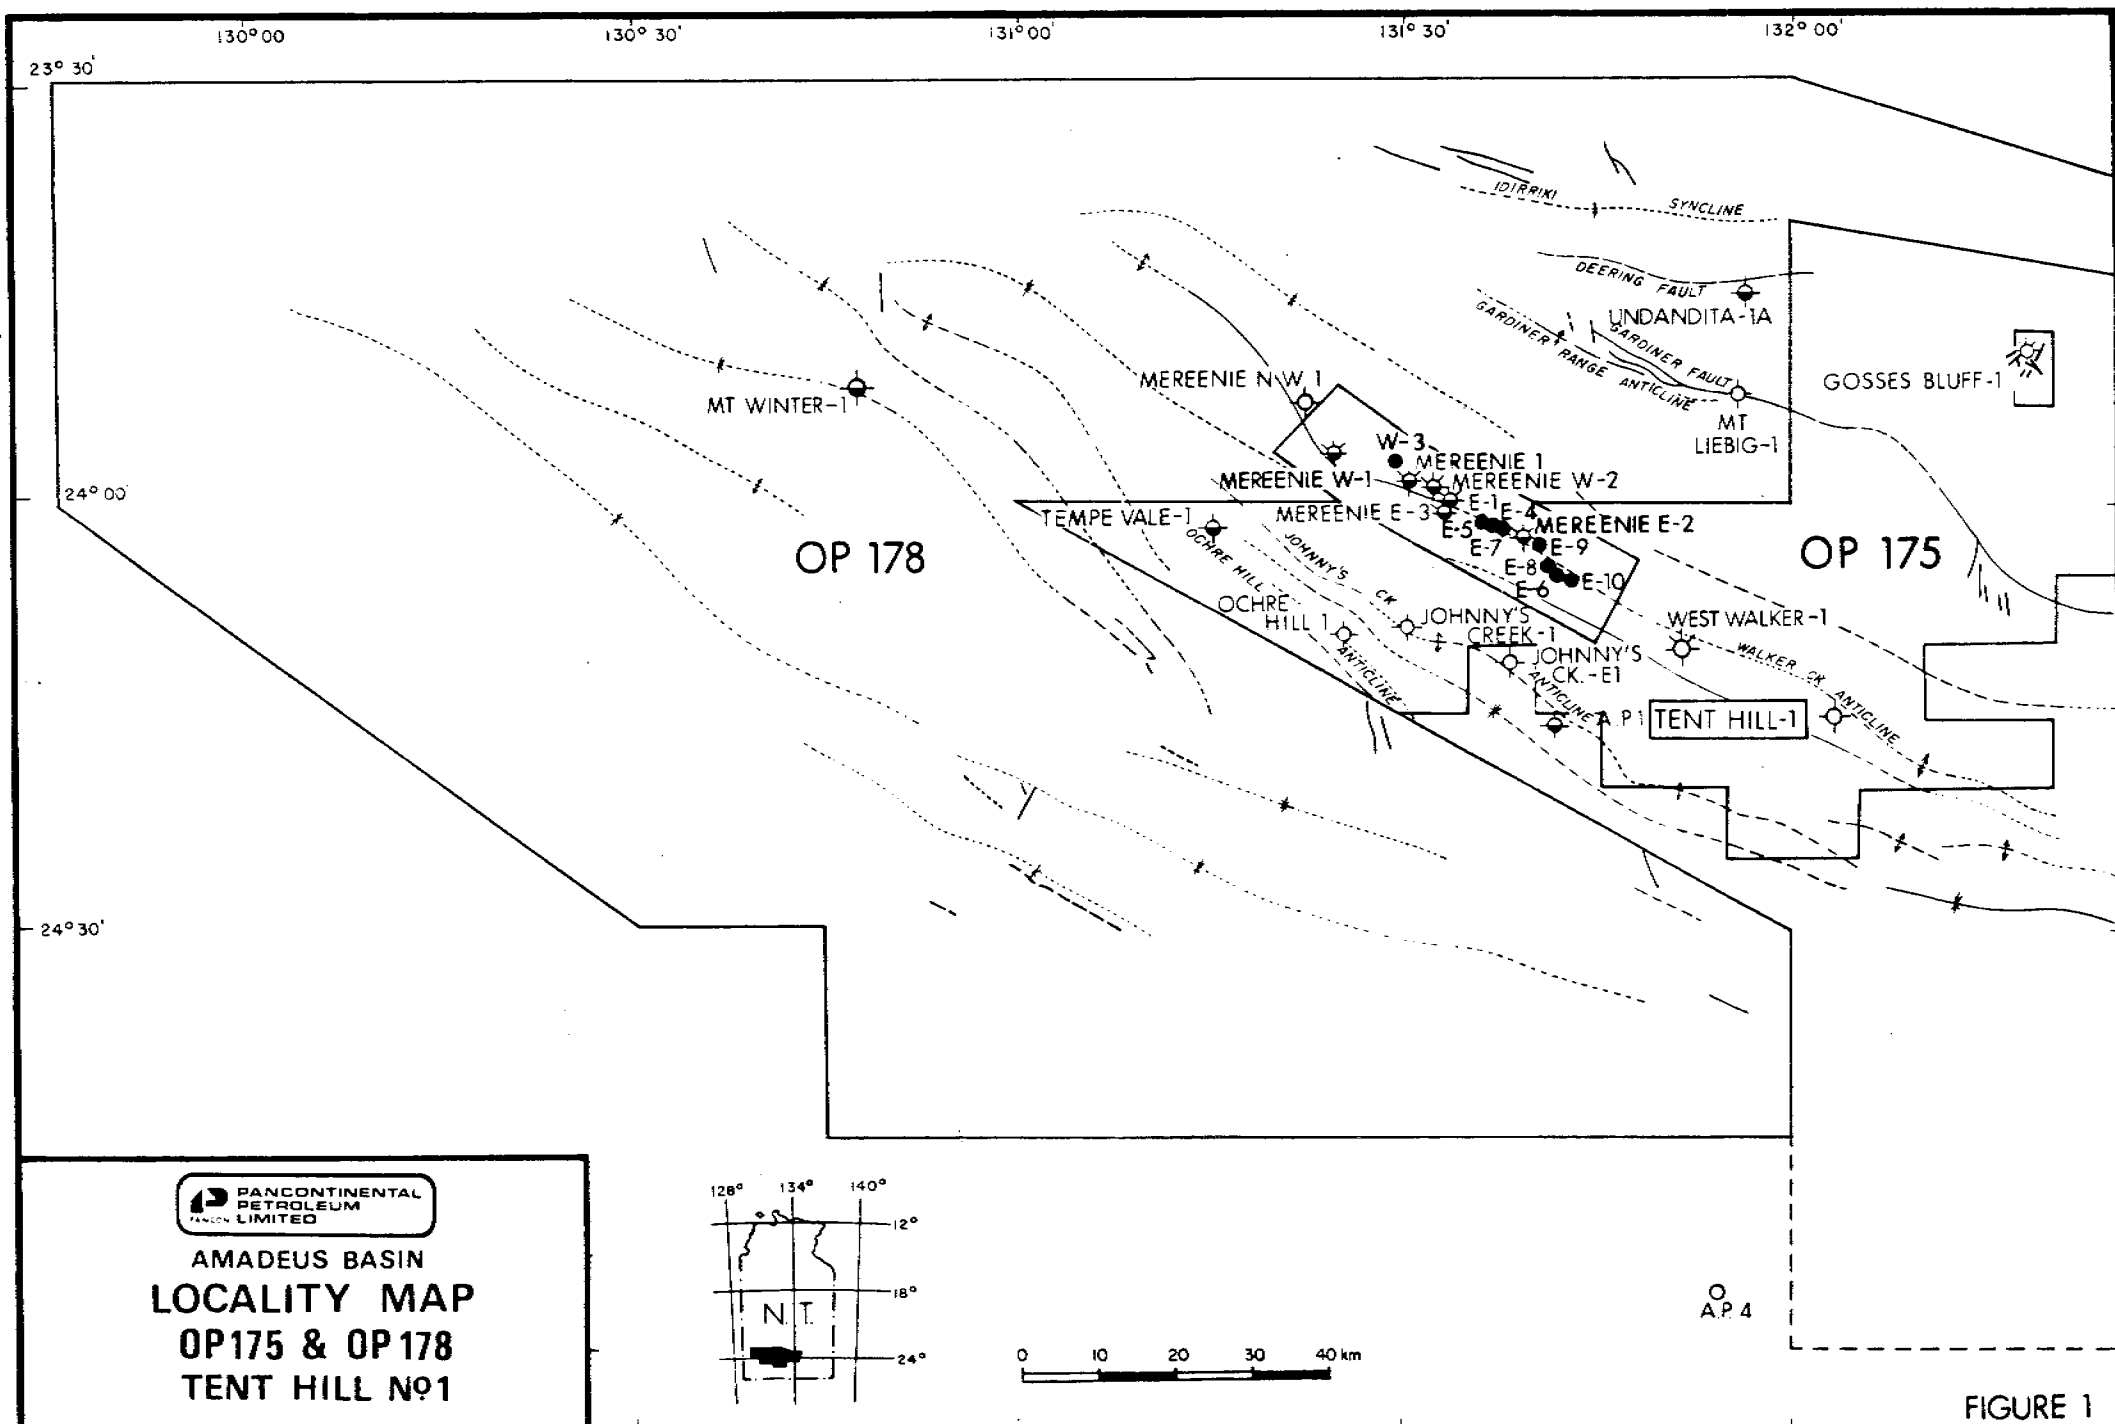 130° 00'
130° 30'
131° 00'
131° 30'
132° 00'
23° 30'
IDIRRIKI SYNCLINE
DEERING FAULT
UNDANDITA-1A
GARDINER FAULT
GARDINER RANGE ANTICLINE
GOSSES BLUFF-1
MT
LIEBIG-1
MEREENIE N.W. 1
MT WINTER-1
W-3
MEREENIE 1
MEREENIE W-1
MEREENIE W-2
24° 00'
TEMPE VALE-1
MEREENIE E-3
E-1
E-4
E-5
MEREENIE E-2
E-7
E-9
E-8
E-6
E-10
OP 178
OP 175
OCHRE HILL ANTICLINE
JOHNNY'S CK ANTICLINE
OCHRE
HILL 1
JOHNNY'S
CREEK-1
JOHNNY'S
CK.-E1
WEST WALKER-1
WALKER CK ANTICLINE
A.P.1
TENT HILL-1
24° 30'
PANCONTINENTAL
PETROLEUM
LIMITED
PANCON
AMADEUS BASIN
LOCALITY MAP
OP175 & OP178
TENT HILL Nº1
128° 134° 140°
12°
18°
N.T.
24°
0 10 20 30 40 km
A.P. 4
FIGURE 1